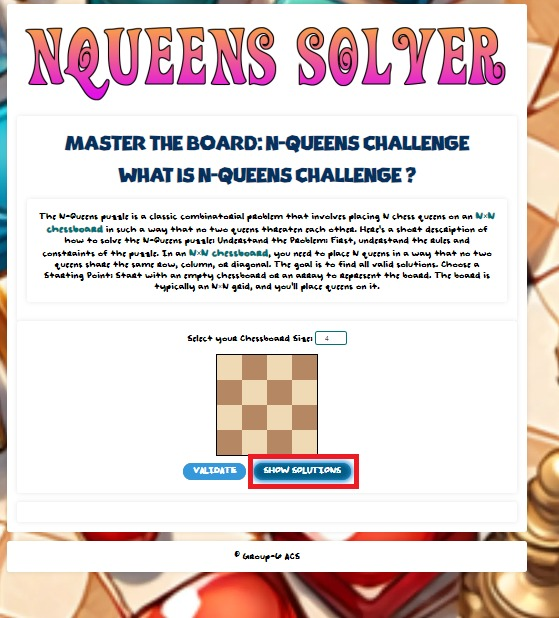 NQUEENS SOLVER
MASTER THE BOARD: N-QUEENS CHALLENGE
WHAT IS N-QUEENS CHALLENGE ?
The N-Queens puzzle is a classic combinatorial problem that involves placing N chess queens on an N×N
chessboard in such a way that no two queens threaten each other. Here's a short description of
how to solve the N-Queens puzzle: Understand the Problem: First, understand the rules and
constraints of the puzzle. In an N×N chessboard, you need to place N queens in a way that no two
queens share the same row, column, or diagonal. The goal is to find all valid solutions. Choose a
Starting Point: Start with an empty chessboard or an array to represent the board. The board is
typically an N×N grid, and you'll place queens on it.
Select your Chessboard Size: 4
VALIDATE SHOW SOLUTIONS
© Group-6 ACS